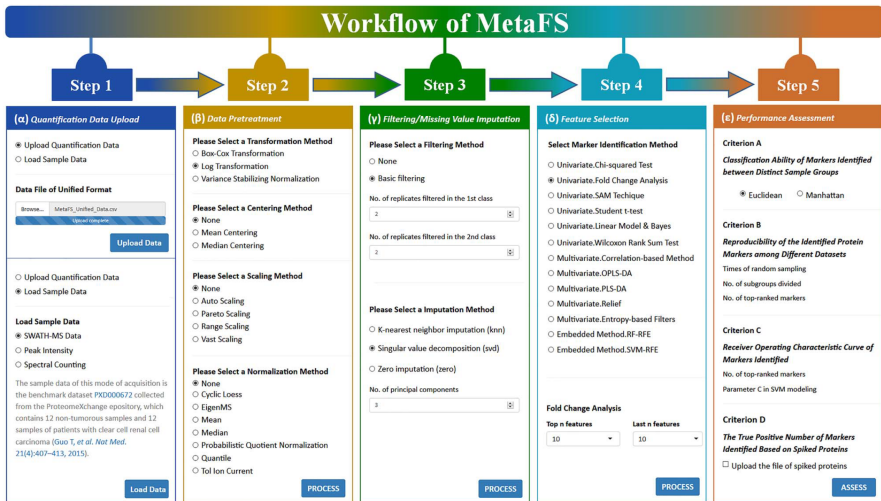 Workflow of MetaFS
Step 1
Step 2
Step 3
Step 4
Step 5
(α) Quantification Data Upload
Upload Quantification Data
Load Sample Data
Data File of Unified Format
Browse... MetaFS_Unified_Data.csv
Upload complete
Upload Data
Upload Quantification Data
Load Sample Data
Load Sample Data
SWATH-MS Data
Peak Intensity
Spectral Counting
The sample data of this mode of acquisition is
the benchmark dataset PXD000672 collected
from the ProteomeXchange epository, which
contains 12 non-tumorous samples and 12
samples of patients with clear cell renal cell
carcinoma (Guo T, et al. Nat Med.
21(4):407–413, 2015).
Load Data
(β) Data Pretreatment
Please Select a Transformation Method
Box-Cox Transformation
Log Transformation
Variance Stabilizing Normalization
Please Select a Centering Method
None
Mean Centering
Median Centering
Please Select a Scaling Method
None
Auto Scaling
Pareto Scaling
Range Scaling
Vast Scaling
Please Select a Normalization Method
None
Cyclic Loess
EigenMS
Mean
Median
Probabilistic Quotient Normalization
Quantile
Tol Ion Current
PROCESS
(γ) Filtering/Missing Value Imputation
Please Select a Filtering Method
None
Basic filtering
No. of replicates filtered in the 1st class
2
No. of replicates filtered in the 2nd class
2
Please Select a Imputation Method
K-nearest neighbor imputation (knn)
Singular value decomposition (svd)
Zero imputation (zero)
No. of principal components
PROCESS
(δ) Feature Selection
Select Marker Identification Method
Univariate.Chi-squared Test
Univariate.Fold Change Analysis
Univariate.SAM Techique
Univariate.Student t-test
Univariate.Linear Model & Bayes
Univariate.Wilcoxon Rank Sum Test
Multivariate.Correlation-based Method
Multivariate.OPLS-DA
Multivariate.PLS-DA
Multivariate.Relief
Multivariate.Entropy-based Filters
Embedded Method.RF-RFE
Embedded Method.SVM-RFE
Fold Change Analysis
Top n features Last n features
10 10
PROCESS
(ε) Performance Assessment
Criterion A
Classification Ability of Markers Identified
between Distinct Sample Groups
Euclidean Manhattan
Criterion B
Reproducibility of the Identified Protein
Markers among Different Datasets
Times of random sampling
No. of subgroups divided
No. of top-ranked markers
Criterion C
Receiver Operating Characteristic Curve of
Markers Identified
No. of top-ranked markers
Parameter C in SVM modeling
Criterion D
The True Positive Number of Markers
Identified Based on Spiked Proteins
Upload the file of spiked proteins
ASSESS